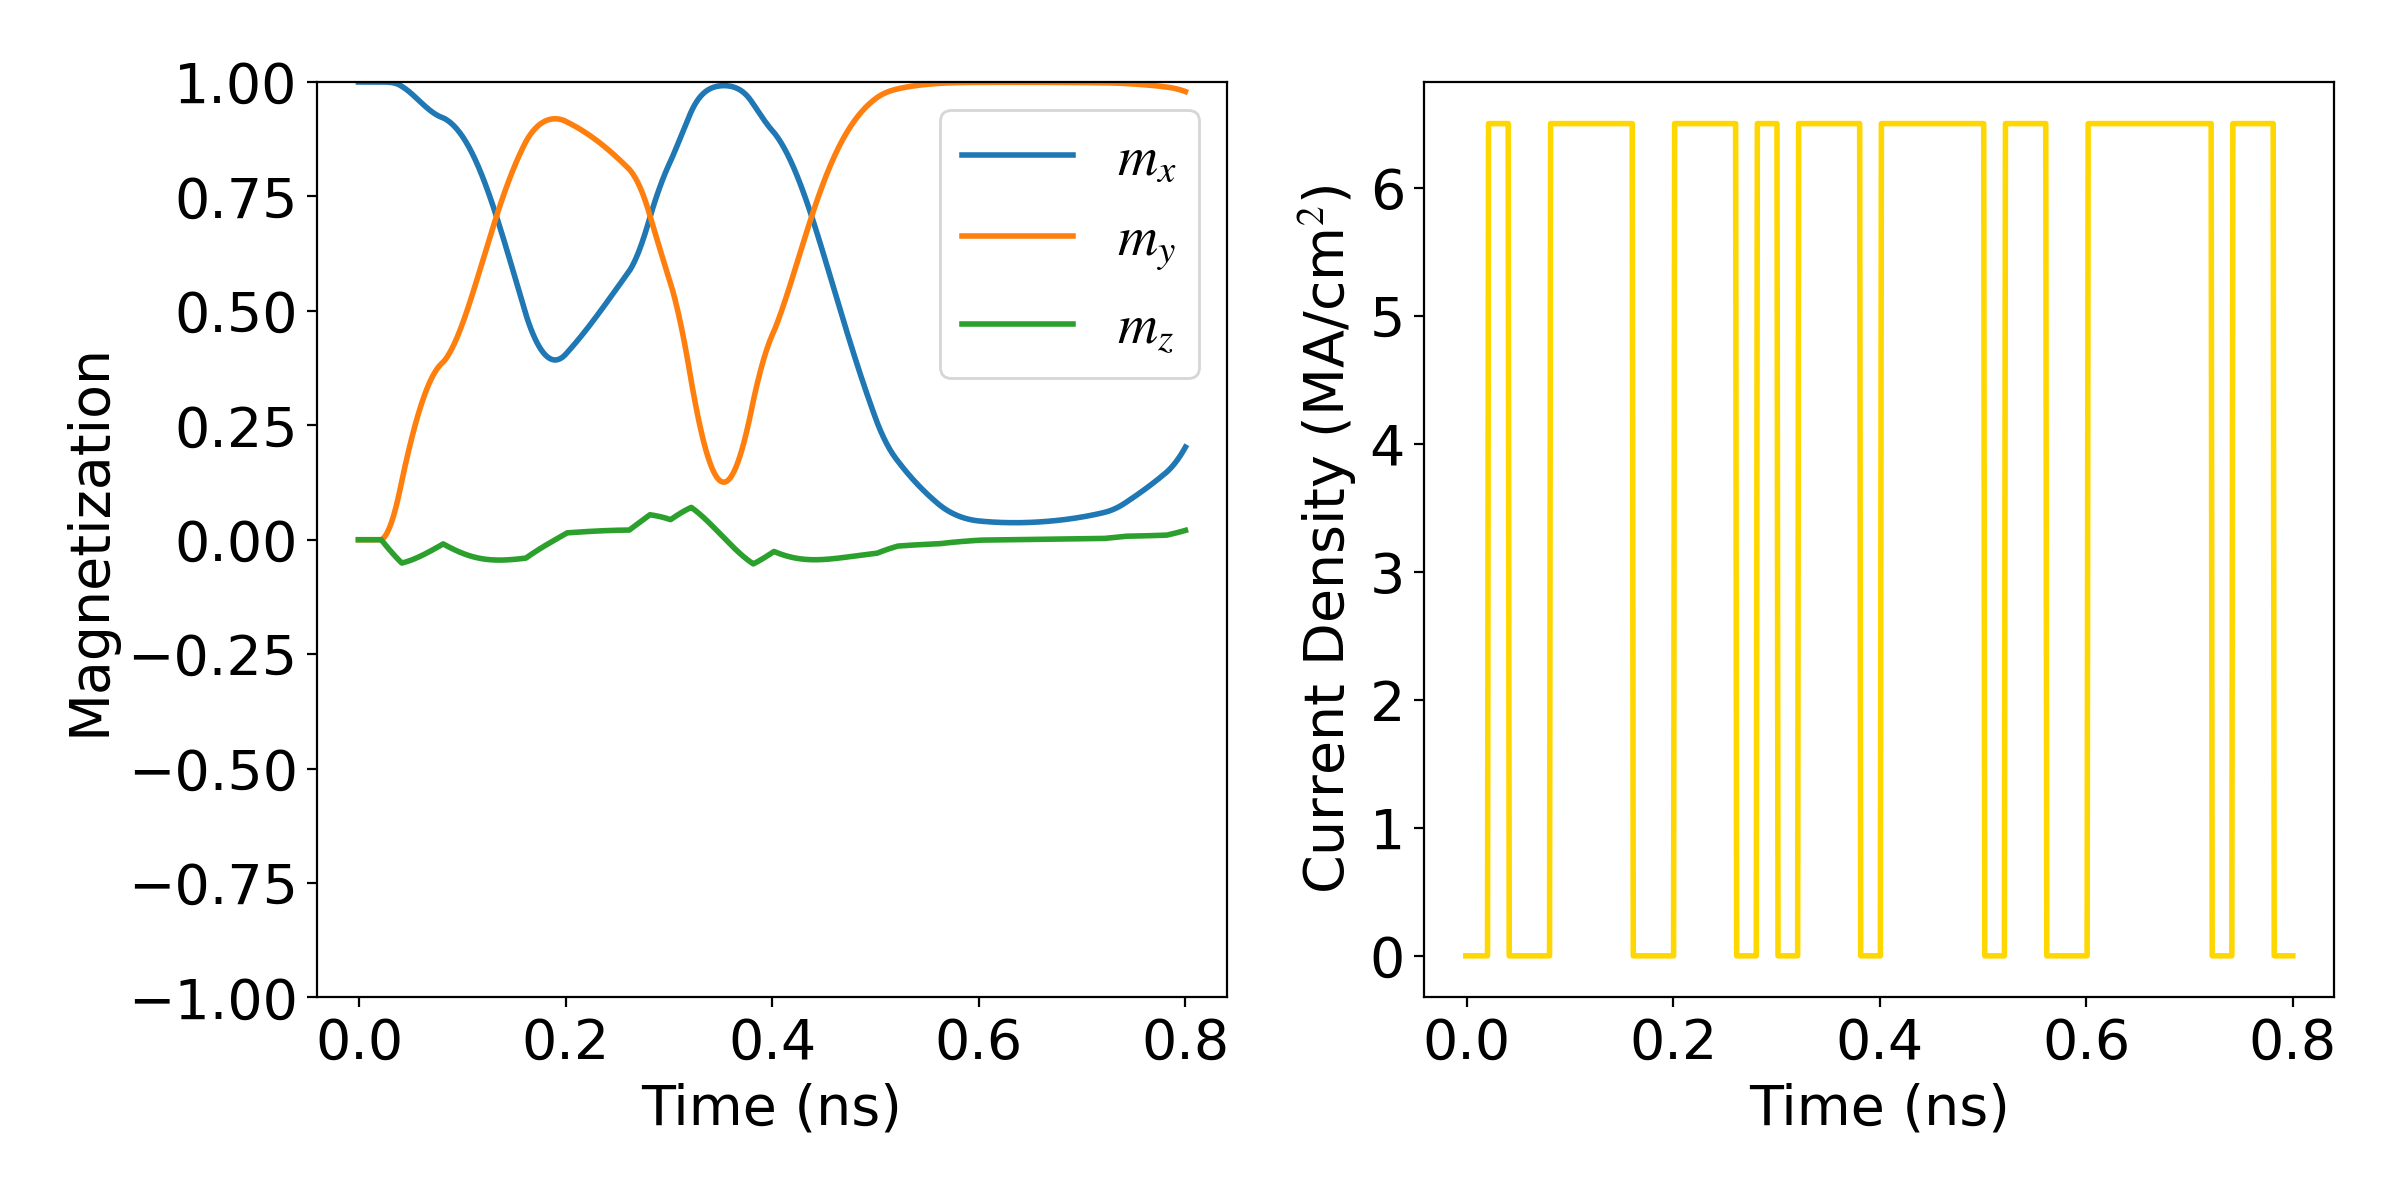 1.00
0.75
0.50
0.25
0.00
−0.25
−0.50
−0.75
−1.00
Magnetization
0.0 0.2 0.4 0.6 0.8
Time (ns)
mₓ
m_y
m_z
6
5
4
3
2
1
0
Current Density (MA/cm²)
0.0 0.2 0.4 0.6 0.8
Time (ns)